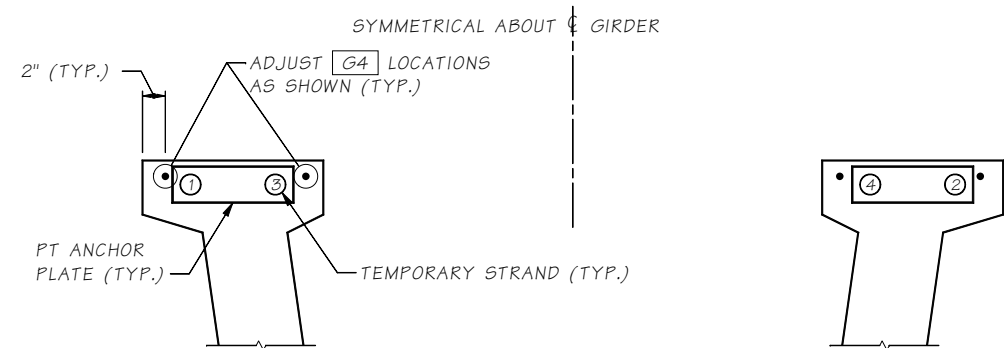 SYMMETRICAL ABOUT ℄ GIRDER
2" (TYP.)
ADJUST G4 LOCATIONS
AS SHOWN (TYP.)
1
3
4
2
PT ANCHOR
PLATE (TYP.)
TEMPORARY STRAND (TYP.)